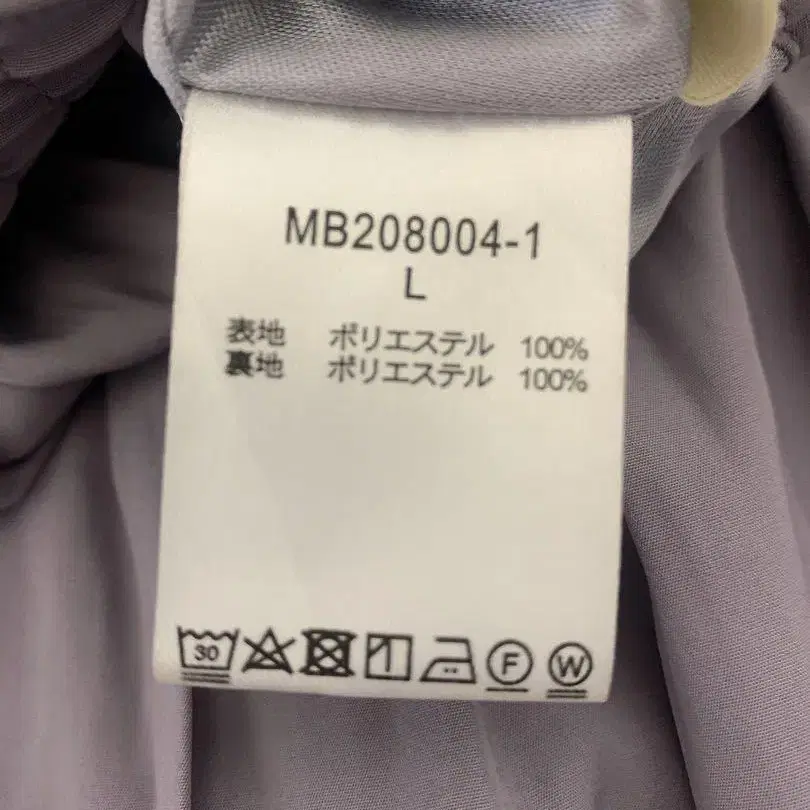 MB208004-1
L
表地 ポリエステル 100%
裏地 ポリエステル 100%
30 F W